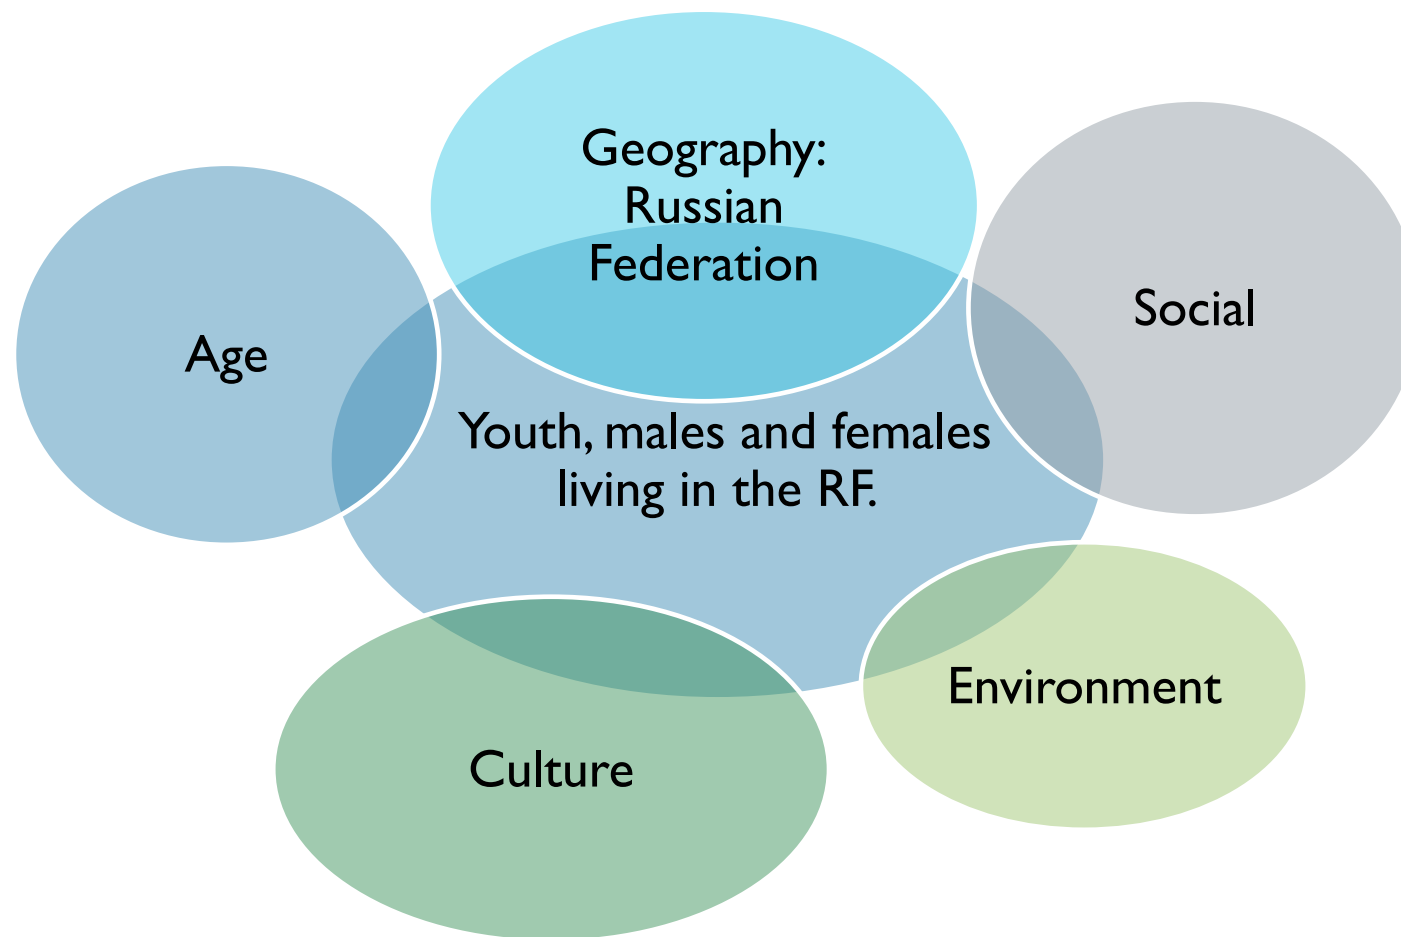 Geography:
Russian
Federation
Social
Age
Youth, males and females
living in the RF.
Environment
Culture